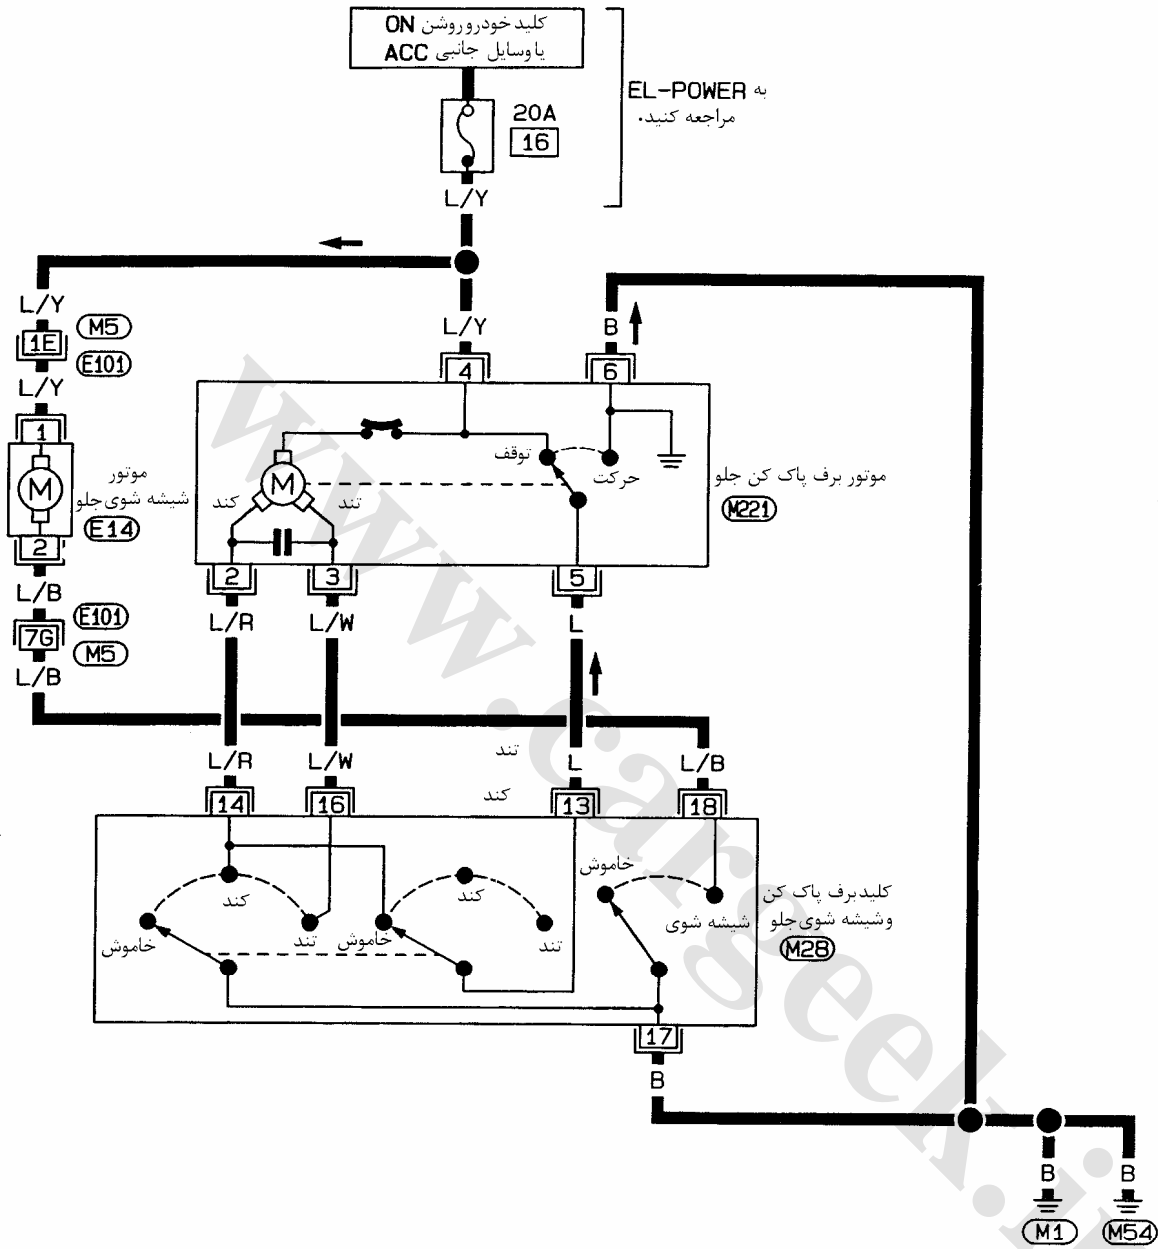 کلید خودرو روشن ON
یا وسایل جانبی ACC
به EL-POWER
مراجعه کنید.
20A
16
L/Y
L/Y
L/Y
B
M5
1E
E101
4
6
L/Y
1
توقف
حرکت
M
موتور
شیشه شوی جلو
E14
M
کند
تند
موتور برف پاک کن جلو
M221
2
2
3
5
L/B
E101
7G
M5
L/B
L/R
L/W
L
تند
L/R
L/W
L
L/B
کند
14
16
13
18
خاموش
کند
تند
خاموش
کند
تند
خاموش
شیشه شوی
کلید برف پاک کن
وشیشه شوی جلو
M28
17
B
B
B
M1
M54
www.cargeek.ir